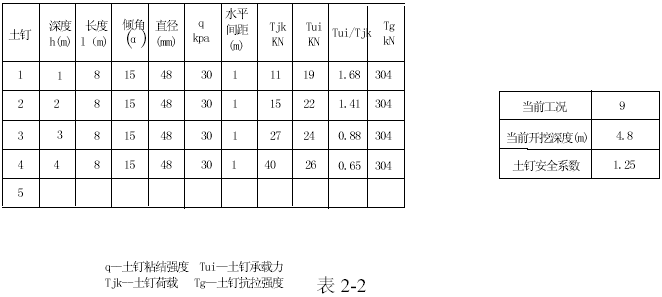 土钉 深度h(m) 长度l(m) 倾角(α) 直径(mm) q kpa 水平间距(m) Tjk KN Tui KN Tui/Tjk Tg kN
1 1 8 15 48 30 1 11 19 1.68 304
2 2 8 15 48 30 1 15 22 1.41 304
3 3 8 15 48 30 1 27 24 0.88 304
4 4 8 15 48 30 1 40 26 0.65 304
5
当前工况 9
当前开挖深度(m) 4.8
土钉安全系数 1.25
q—土钉粘结强度 Tui—土钉承载力
Tjk—土钉荷载 Tg—土钉抗拉强度
表 2-2